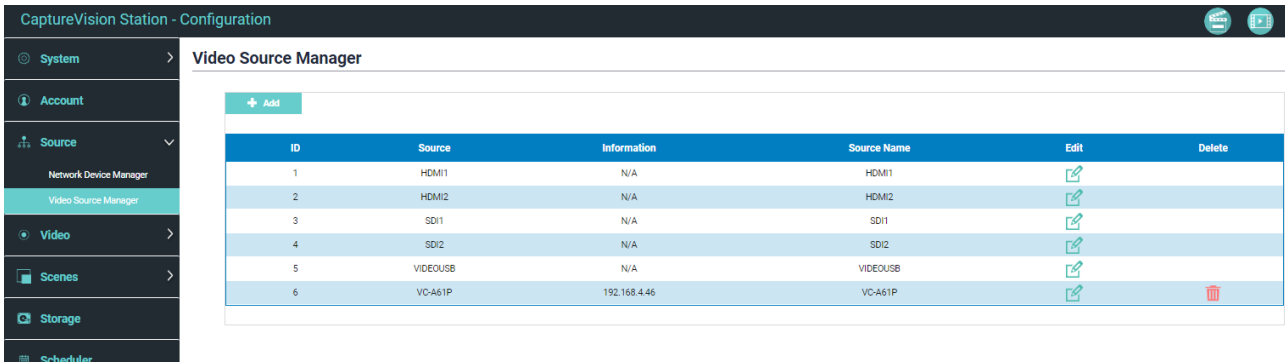 CaptureVision Station - Configuration
System
Account
Source
Network Device Manager
Video Source Manager
Video
Scenes
Storage
Scheduler
Video Source Manager
+ Add
ID Source Information Source Name Edit Delete
1 HDMI1 N/A HDMI1
2 HDMI2 N/A HDMI2
3 SDI1 N/A SDI1
4 SDI2 N/A SDI2
5 VIDEOUSB N/A VIDEOUSB
6 VC-A61P 192.168.4.46 VC-A61P